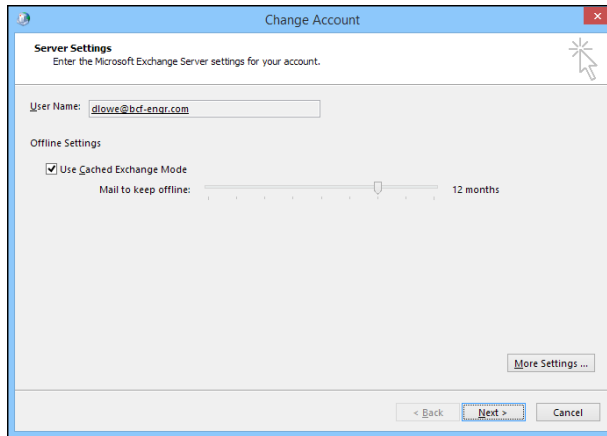 Change Account
Server Settings
Enter the Microsoft Exchange Server settings for your account.
User Name: dlowe@bcf-engr.com
Offline Settings
Use Cached Exchange Mode
Mail to keep offline: 12 months
More Settings ...
< Back Next > Cancel